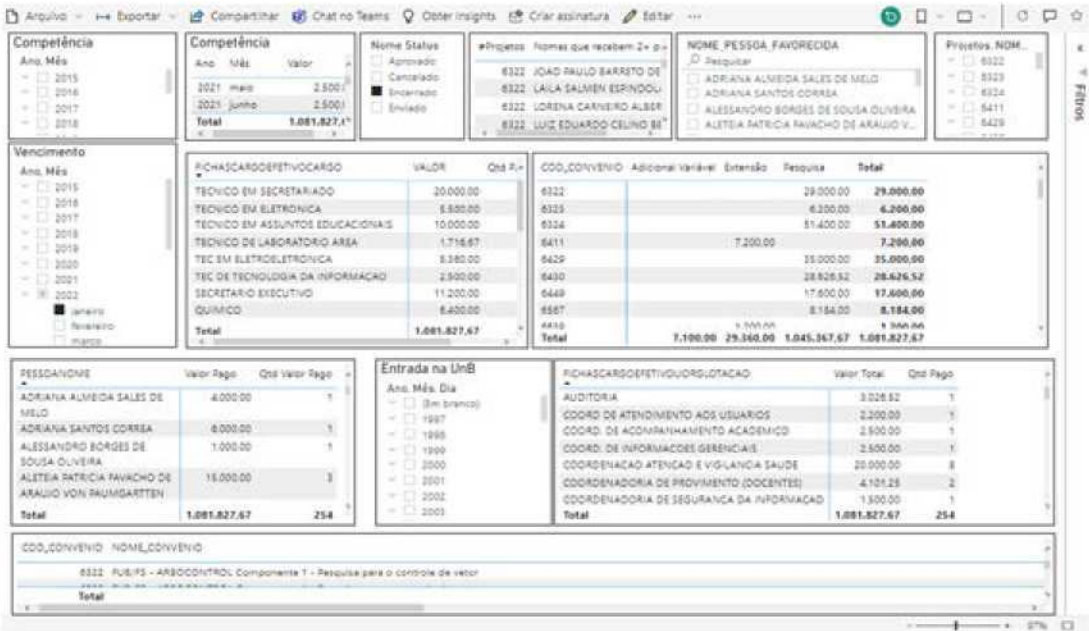 Arquivo Exportar Compartilhar Chat no Teams Obter insights Criar assinatura Editar ...
Competência
Ano, Mês
2015
2016
2017
2018
Competência
Ano Mês Valor
2021 maio
2021 junho
Total 1.081.827,
Nome Status
Aprovado
Cancelado
Encerrado
Enviado
#Projetos Nomes que recebem 2+
6322 JOAO PAULO BARRETO DE
6322 LAILA SALMEN ESPINDOL
6322 LORENA CARNEIRO ALBER
6322 LUIZ EDUARDO CELINO BE
NOME_PESSOA_FAVORECIDA
Pesquisar
ADRIANA ALMEIDA SALES DE MELO
ADRIANA SANTOS CORREA
ALESSANDRO BORGES DE SOUSA OLIVEIRA
ALETEIA PATRICIA FAVACHO DE ARAUJO V...
Projetos, NOM...
6322
6323
6324
6411
6429
Filtros
Vencimento
Ano, Mês
2015
2016
2017
2018
2019
2020
2021
2022
janeiro
fevereiro
março
FICHASCARGOEFETIVOCARGO VALOR
TECNICO EM SECRETARIADO 20.000,00
TECNICO EM ELETRONICA 5.500,00
TECNICO EM ASSUNTOS EDUCACIONAIS 10.000,00
TECNICO DE LABORATORIO AREA 1.716,67
TEC EM ELETROELETRONICA 5.360,00
TEC DE TECNOLOGIA DA INFORMACAO 2.500,00
SECRETARIO EXECUTIVO 11.200,00
QUIMICO 6.400,00
Total 1.081.827,67
COD_CONVENIO Adicional Variável Extensão Pesquisa Total
6322 29.000,00 29.000,00
6323 6.200,00 6.200,00
6324 51.400,00 51.400,00
6411 7.200,00 7.200,00
6429 35.000,00 35.000,00
6430 28.626,52 28.626,52
6449 17.600,00 17.600,00
6567 8.184,00 8.184,00
Total 7.100,00 29.360,00 1.045.367,67 1.081.827,67
PESSOANOME Valor Pago Qtd Valor Pago
ADRIANA ALMEIDA SALES DE 4.000,00 1
MELO
ADRIANA SANTOS CORREA 6.000,00 1
ALESSANDRO BORGES DE 1.000,00 1
SOUSA OLIVEIRA
ALETEIA PATRICIA FAVACHO DE 15.000,00 3
ARAUJO VON PAUMGARTTEN
Total 1.081.827,67 254
Entrada na UnB
Ano, Mês, Dia
(Em branco)
1997
1998
1999
2000
2001
2002
2003
FICHASCARGOEFETIVOUORGLOTACAO Valor Total Qtd Pago
AUDITORIA 3.026,52 1
COORD DE ATENDIMENTO AOS USUARIOS 2.200,00 1
COORD. DE ACOMPANHAMENTO ACADEMICO 2.500,00 1
COORD. DE INFORMACOES GERENCIAIS 2.500,00 1
COORDENACAO ATENCAO E VIGILANCIA SAUDE 20.000,00 8
COORDENADORIA DE PROVIMENTO (DOCENTES) 4.101,25 2
COORDENADORIA DE SEGURANCA DA INFORMACAO 1.500,00 1
Total 1.081.827,67 254
COD_CONVENIO NOME_CONVENIO
6322 FUB/FS - ARBOCONTROL Componente 1 - Pesquisa para o controle de vetor
Total
97%